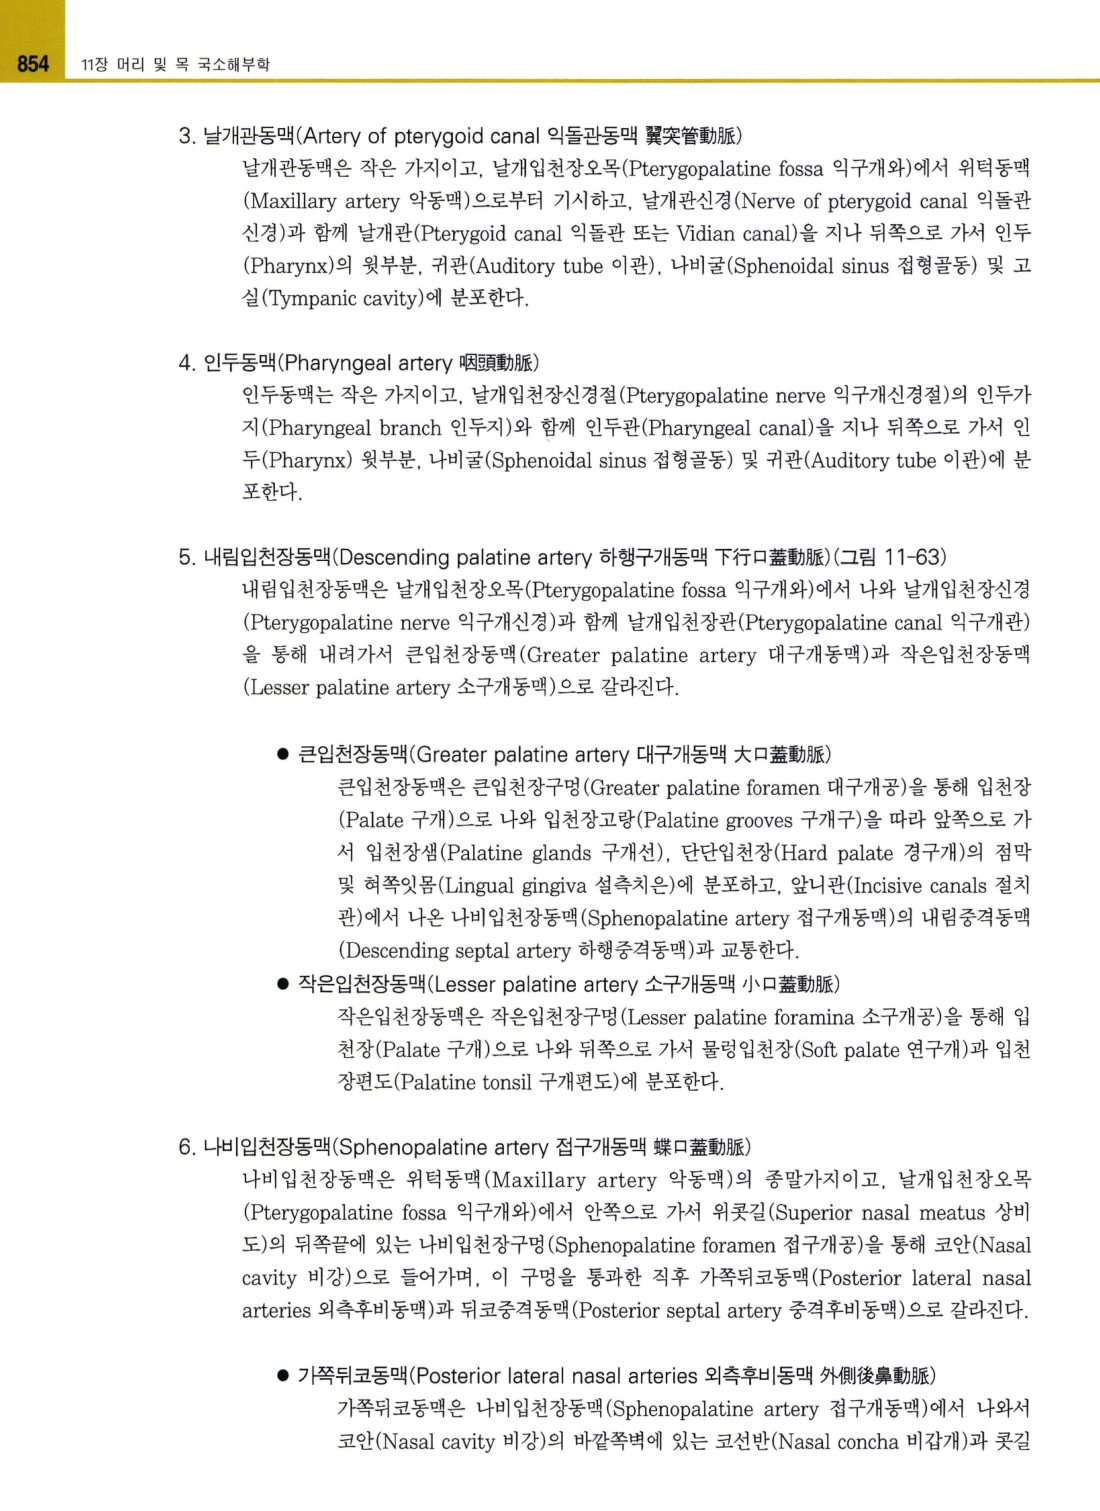 854 11장 머리 및 목 국소해부학
3. 날개관동맥(Artery of pterygoid canal 익돌관동맥 翼突管動脈)
날개관동맥은 작은 가지이고, 날개입천장오목(Pterygopalatine fossa 익구개와)에서 위턱동맥
(Maxillary artery 악동맥)으로부터 기시하고, 날개관신경(Nerve of pterygoid canal 익돌관
신경)과 함께 날개관(Pterygoid canal 익돌관 또는 Vidian canal)을 지나 뒤쪽으로 가서 인두
(Pharynx)의 윗부분, 귀관(Auditory tube 이관), 나비굴(Sphenoidal sinus 접형골동) 및 고
실(Tympanic cavity)에 분포한다.
4. 인두동맥(Pharyngeal artery 咽頭動脈)
인두동맥는 작은 가지이고, 날개입천장신경절(Pterygopalatine nerve 익구개신경절)의 인두가
지(Pharyngeal branch 인두지)와 함께 인두관(Pharyngeal canal)을 지나 뒤쪽으로 가서 인
두(Pharynx) 윗부분, 나비굴(Sphenoidal sinus 접형골동) 및 귀관(Auditory tube 이관)에 분
포한다.
5. 내림입천장동맥(Descending palatine artery 하행구개동맥 下行口蓋動脈)(그림 11-63)
내림입천장동맥은 날개입천장오목(Pterygopalatine fossa 익구개와)에서 나와 날개입천장신경
(Pterygopalatine nerve 익구개신경)과 함께 날개입천장관(Pterygopalatine canal 익구개관)
을 통해 내려가서 큰입천장동맥(Greater palatine artery 대구개동맥)과 작은입천장동맥
(Lesser palatine artery 소구개동맥)으로 갈라진다.
● 큰입천장동맥(Greater palatine artery 대구개동맥 大口蓋動脈)
큰입천장동맥은 큰입천장구멍(Greater palatine foramen 대구개공)을 통해 입천장
(Palate 구개)으로 나와 입천장고랑(Palatine grooves 구개구)을 따라 앞쪽으로 가
서 입천장샘(Palatine glands 구개선), 단단입천장(Hard palate 경구개)의 점막
및 혀쪽잇몸(Lingual gingiva 설측치은)에 분포하고, 앞니관(Incisive canals 절치
관)에서 나온 나비입천장동맥(Sphenopalatine artery 접구개동맥)의 내림중격동맥
(Descending septal artery 하행중격동맥)과 교통한다.
● 작은입천장동맥(Lesser palatine artery 소구개동맥 小口蓋動脈)
작은입천장동맥은 작은입천장구멍(Lesser palatine foramina 소구개공)을 통해 입
천장(Palate 구개)으로 나와 뒤쪽으로 가서 물렁입천장(Soft palate 연구개)과 입천
장편도(Palatine tonsil 구개편도)에 분포한다.
6. 나비입천장동맥(Sphenopalatine artery 접구개동맥 蝶口蓋動脈)
나비입천장동맥은 위턱동맥(Maxillary artery 악동맥)의 종말가지이고, 날개입천장오목
(Pterygopalatine fossa 익구개와)에서 안쪽으로 가서 위콧길(Superior nasal meatus 상비
도)의 뒤쪽끝에 있는 나비입천장구멍(Sphenopalatine foramen 접구개공)을 통해 코안(Nasal
cavity 비강)으로 들어가며, 이 구멍을 통과한 직후 가쪽뒤코동맥(Posterior lateral nasal
arteries 외측후비동맥)과 뒤코중격동맥(Posterior septal artery 중격후비동맥)으로 갈라진다.
● 가쪽뒤코동맥(Posterior lateral nasal arteries 외측후비동맥 外側後鼻動脈)
가쪽뒤코동맥은 나비입천장동맥(Sphenopalatine artery 접구개동맥)에서 나와서
코안(Nasal cavity 비강)의 바깥쪽벽에 있는 코선반(Nasal concha 비갑개)과 콧길